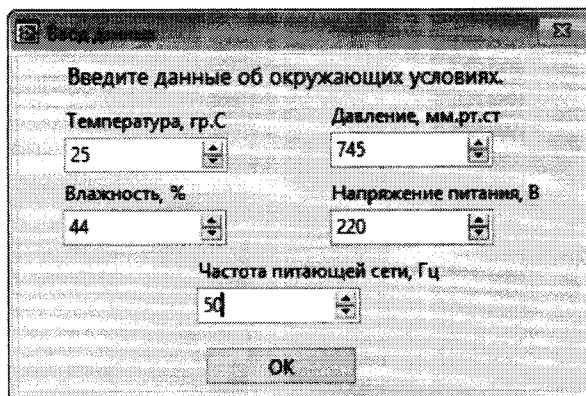 Ввод данных
Введите данные об окружающих условиях.
Температура, гр.С
Давление, мм.рт.ст
25
745
Влажность, %
Напряжение питания, В
44
220
Частота питающей сети, Гц
50
OK